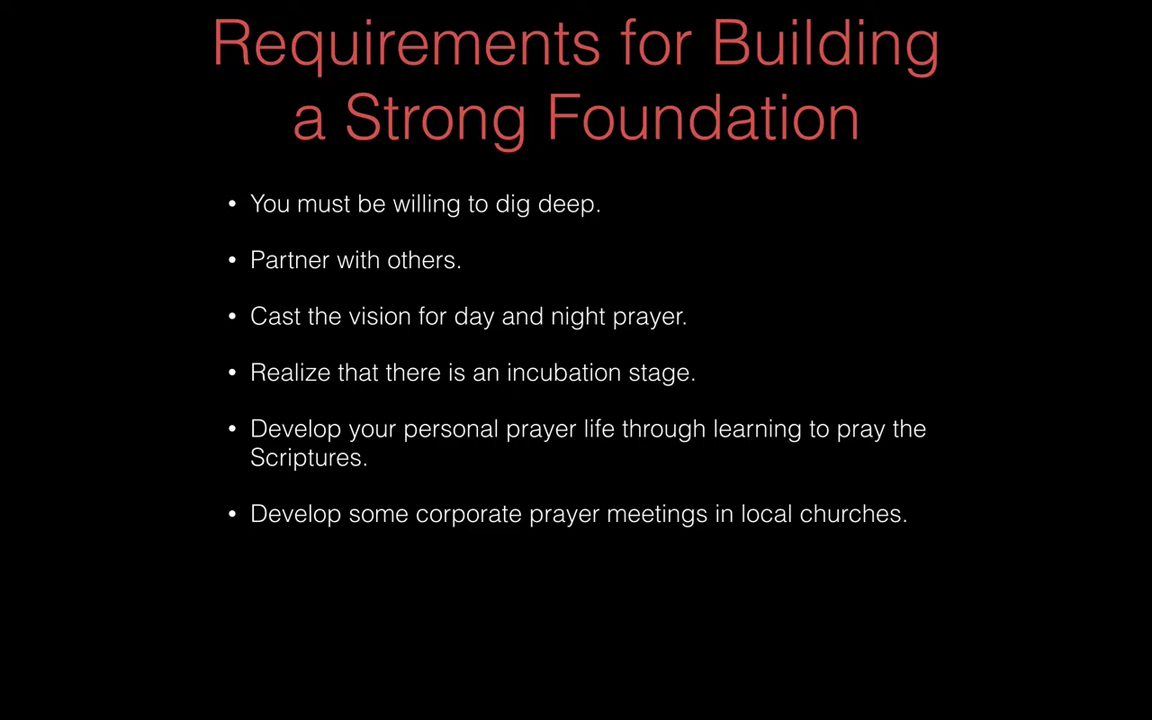 Requirements for Building
a Strong Foundation
• You must be willing to dig deep.
• Partner with others.
• Cast the vision for day and night prayer.
• Realize that there is an incubation stage.
• Develop your personal prayer life through learning to pray the
Scriptures.
• Develop some corporate prayer meetings in local churches.